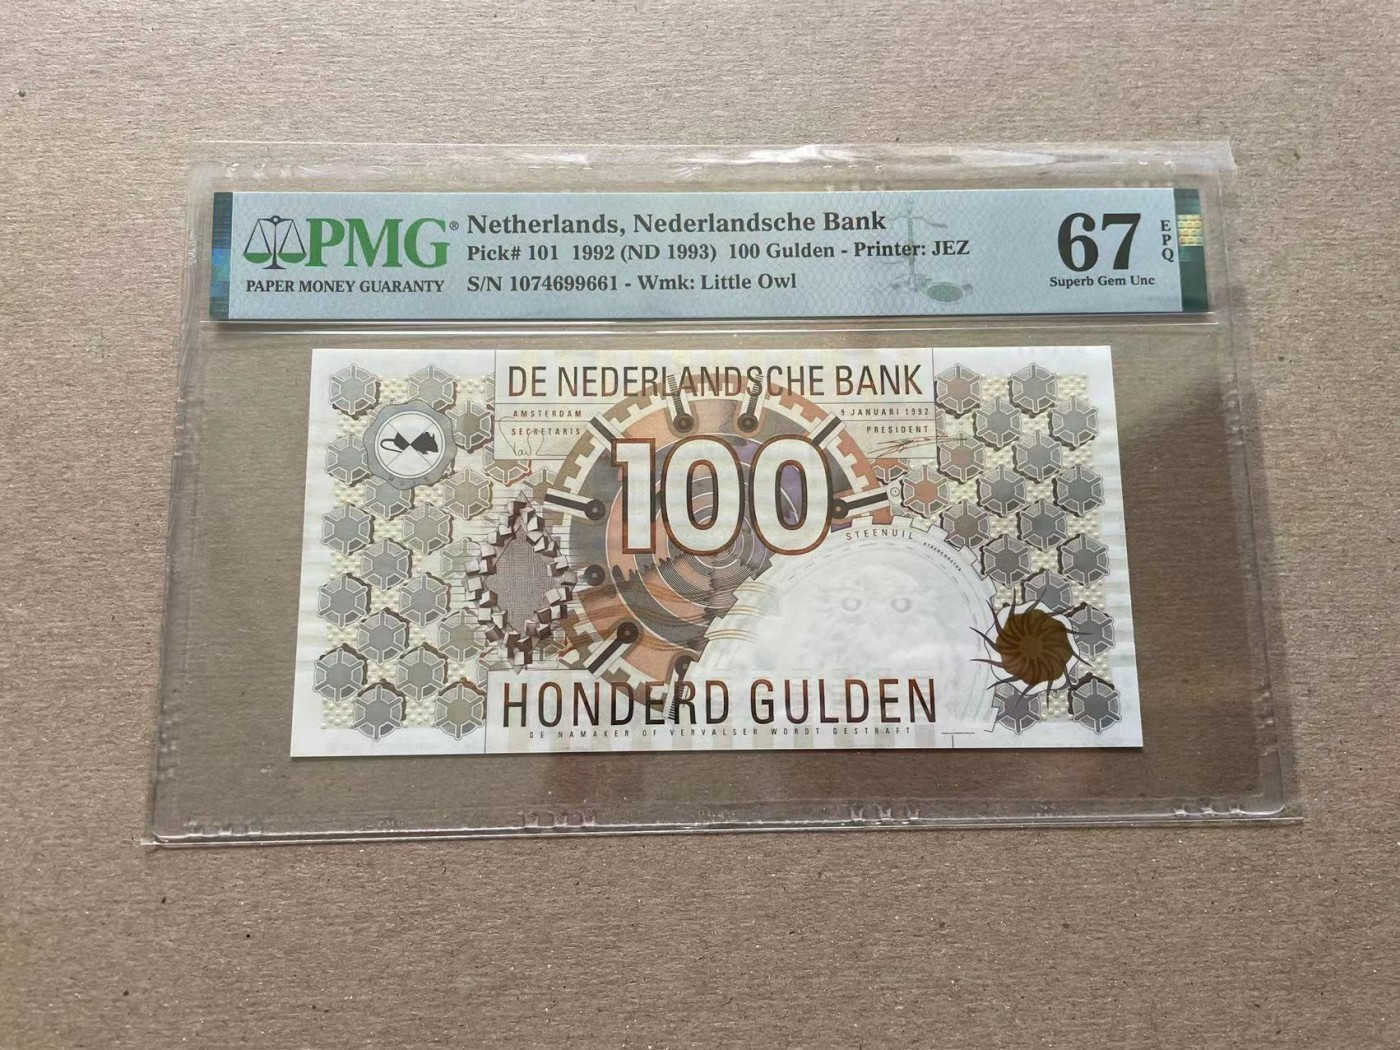 PMG®
PAPER MONEY GUARANTY
Netherlands, Nederlandsche Bank
Pick# 101 1992 (ND 1993) 100 Gulden - Printer: JEZ
S/N 1074699661 - Wmk: Little Owl
67
EPQ
Superb Gem Unc
DE NEDERLANDSCHE BANK
AMSTERDAM
9 JANUARI 1992
SECRETARIS
PRESIDENT
100
STEENUIL
HONDERD GULDEN
DE NAMAKER OF VERVALSER WORDT GESTRAFT